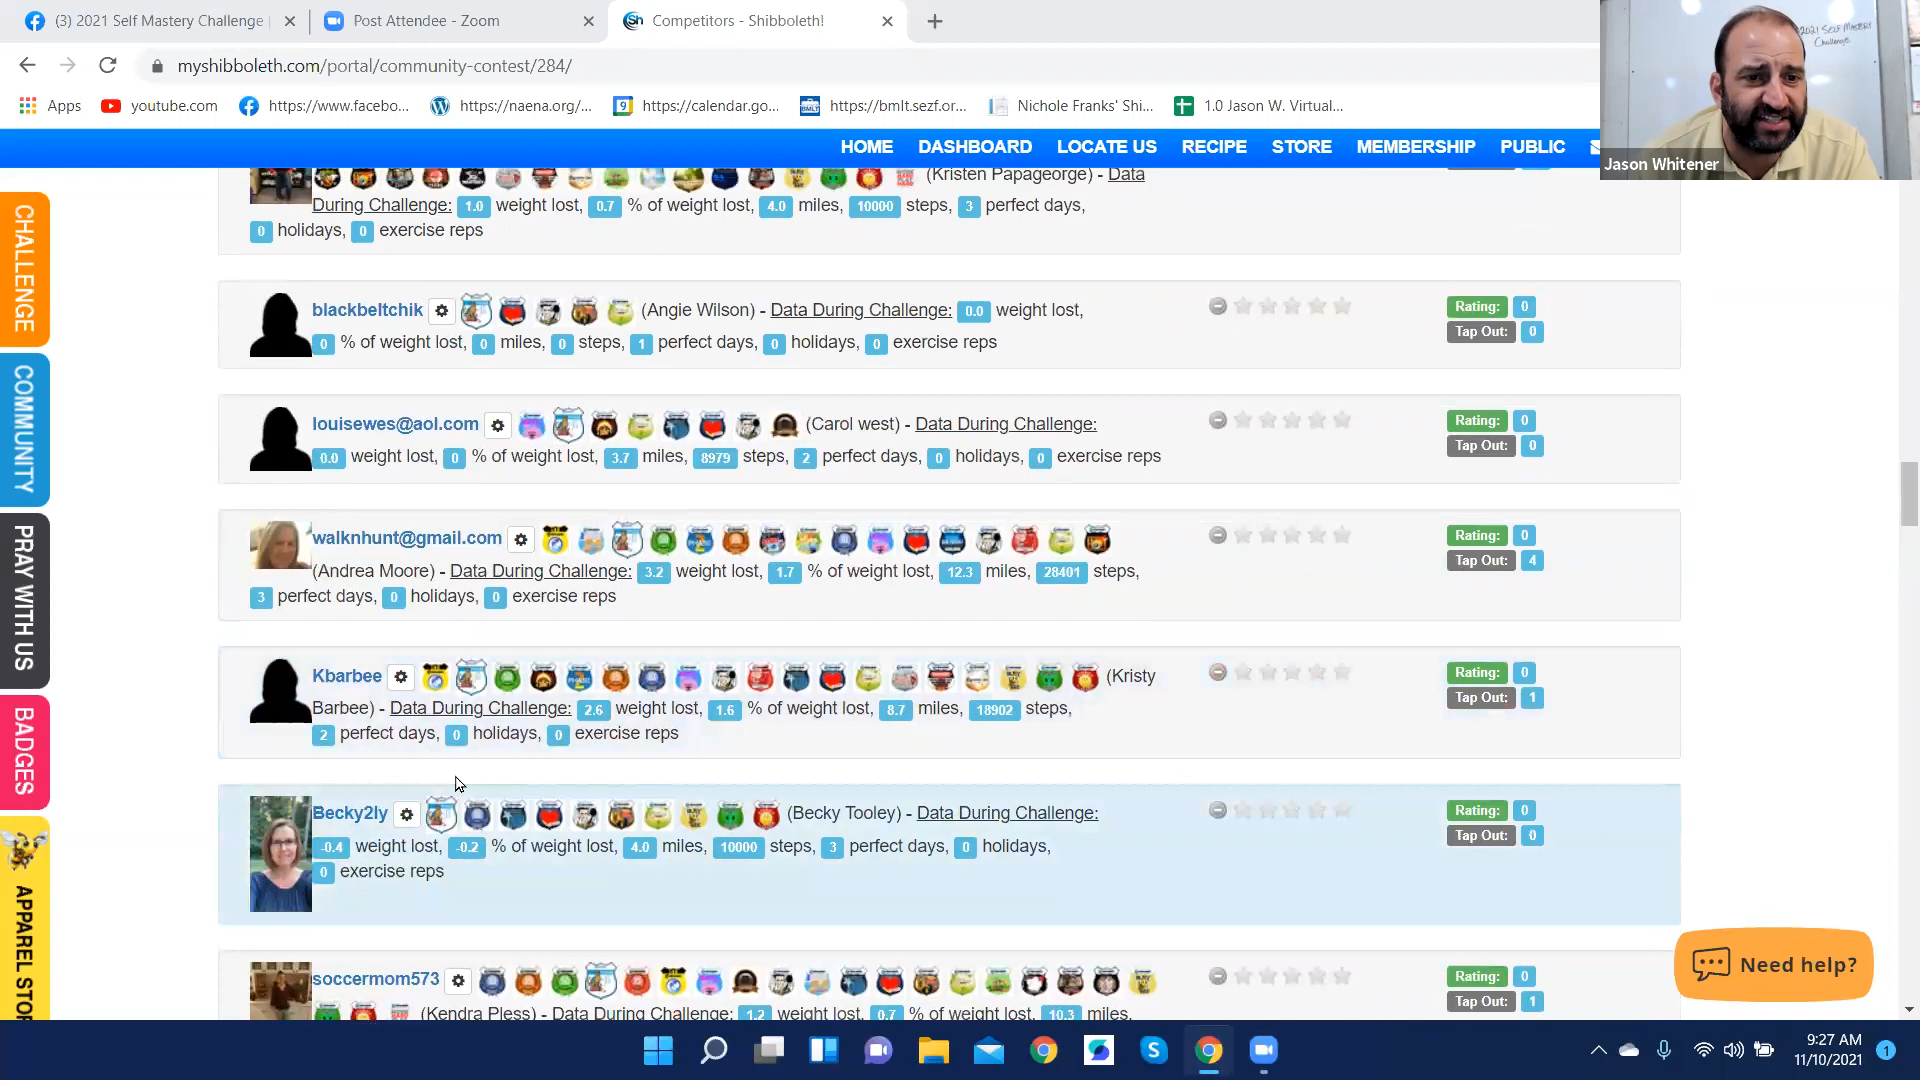 (3) 2021 Self Mastery Challenge
Post Attendee - Zoom
Competitors - Shibboleth!
myshibboleth.com/portal/community-contest/284/
Apps youtube.com https://www.facebo... https://naena.org/... https://calendar.go... https://bmlt.sezf.or... Nichole Franks' Shi... 1.0 Jason W. Virtual...
2021 Self Mastery
Challenge
Jason Whitener
HOME DASHBOARD LOCATE US RECIPE STORE MEMBERSHIP PUBLIC
CHALLENGE
COMMUNITY
PRAY WITH US
BADGES
APPAREL STOR
(Kristen Papageorge) - Data
During Challenge: 1.0 weight lost, 0.7 % of weight lost, 4.0 miles, 10000 steps, 3 perfect days,
0 holidays, 0 exercise reps
blackbeltchik (Angie Wilson) - Data During Challenge: 0.0 weight lost,
0 % of weight lost, 0 miles, 0 steps, 1 perfect days, 0 holidays, 0 exercise reps
Rating: 0
Tap Out: 0
louisewes@aol.com (Carol west) - Data During Challenge:
0.0 weight lost, 0 % of weight lost, 3.7 miles, 8979 steps, 2 perfect days, 0 holidays, 0 exercise reps
Rating: 0
Tap Out: 0
walknhunt@gmail.com
(Andrea Moore) - Data During Challenge: 3.2 weight lost, 1.7 % of weight lost, 12.3 miles, 28401 steps,
3 perfect days, 0 holidays, 0 exercise reps
Rating: 0
Tap Out: 4
Kbarbee (Kristy
Barbee) - Data During Challenge: 2.6 weight lost, 1.6 % of weight lost, 8.7 miles, 18902 steps,
2 perfect days, 0 holidays, 0 exercise reps
Rating: 0
Tap Out: 1
Becky2ly (Becky Tooley) - Data During Challenge:
-0.4 weight lost, -0.2 % of weight lost, 4.0 miles, 10000 steps, 3 perfect days, 0 holidays,
0 exercise reps
Rating: 0
Tap Out: 0
soccermom573
(Kendra Pless) - Data During Challenge: 1.2 weight lost, 0.7 % of weight lost, 10.3 miles,
Rating: 0
Tap Out: 1
Need help?
9:27 AM
11/10/2021
1